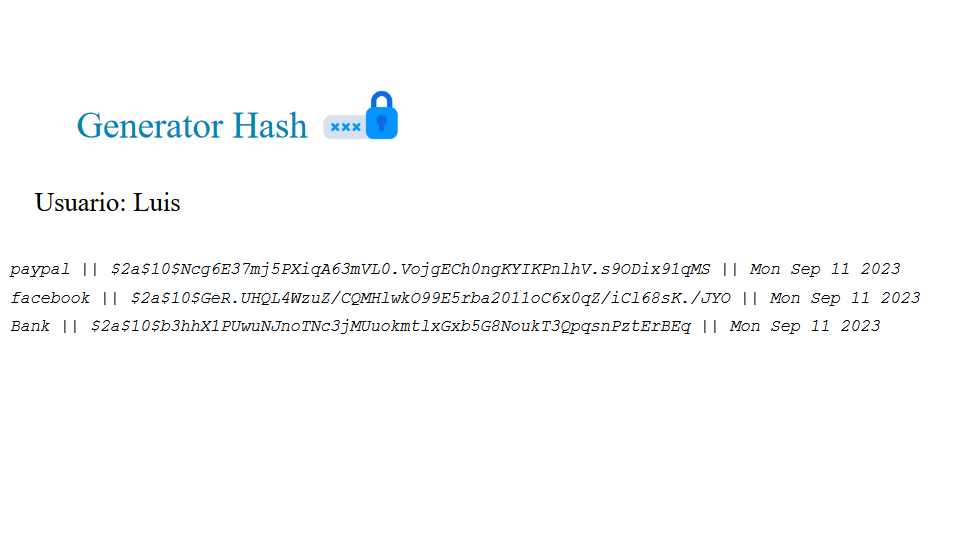 Generator Hash xxx
Usuario: Luis
paypal || $2a$10$Ncg6E37mj5PXiqA63mVL0.VojgECh0ngKYIKPnlhV.s9ODix91qMS || Mon Sep 11 2023
facebook || $2a$10$GeR.UHQL4WzuZ/CQMHlwkO99E5rba2011oC6x0qZ/iCl68sK./JYO || Mon Sep 11 2023
Bank || $2a$10$b3hhX1PUwuNJnoTNc3jMUuokmtlxGxb5G8NoukT3QpqsnPztErBEq || Mon Sep 11 2023